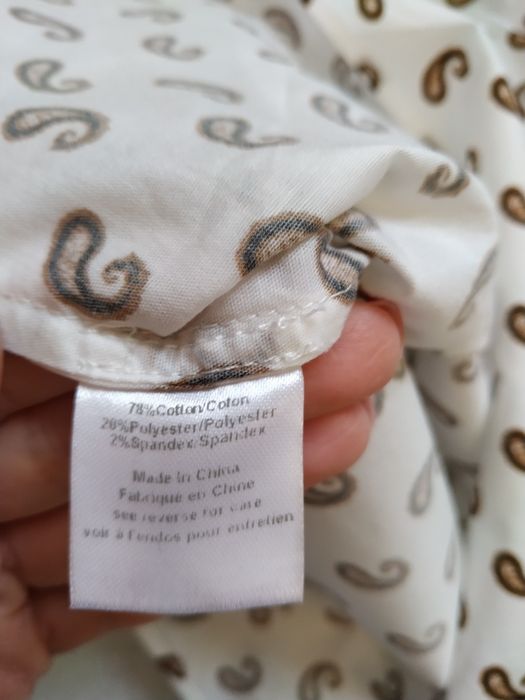 78%Cotton/Coton
20%Polyester/Polyester
2%Spandex/Spandex
Made in China
Fabriqué en Chine
see reverse for care
voir à l'endos pour entretien